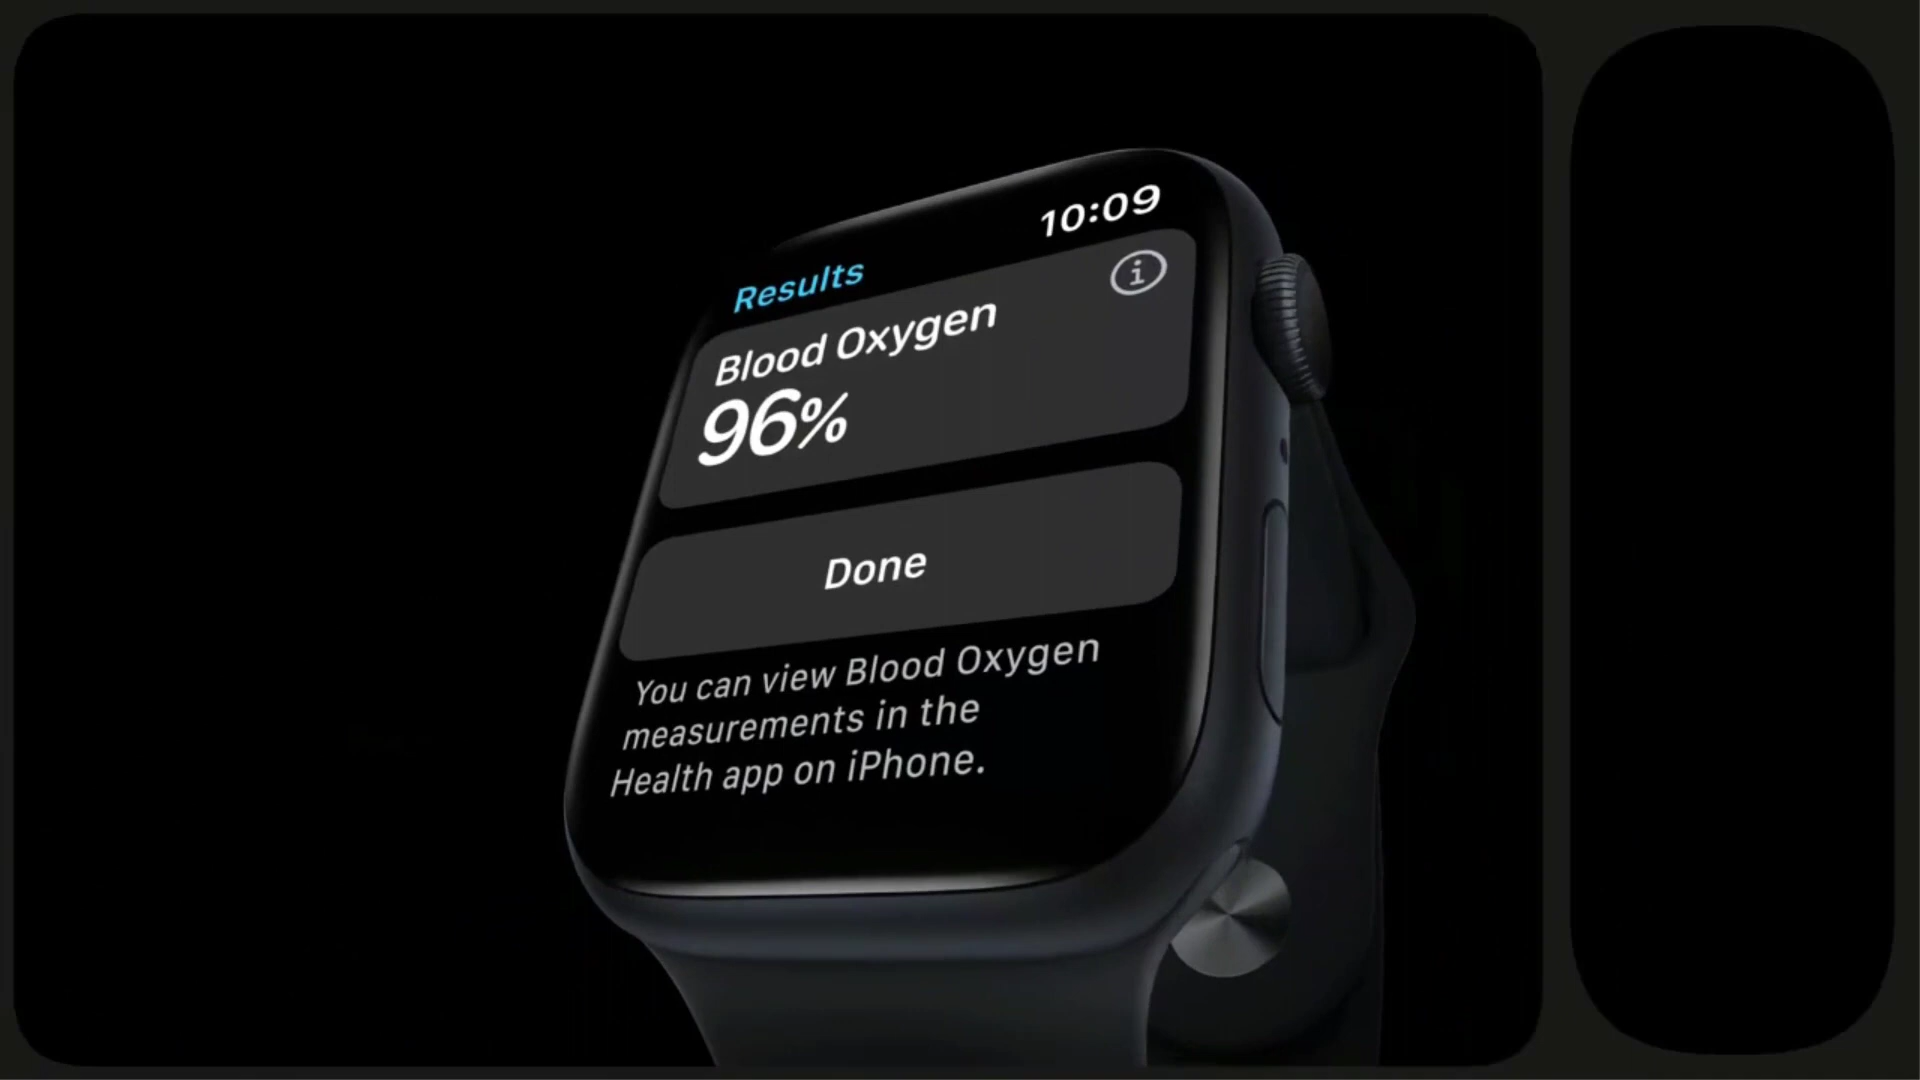 10:09
Results
Blood Oxygen
96%
Done
You can view Blood Oxygen
measurements in the
Health app on iPhone.